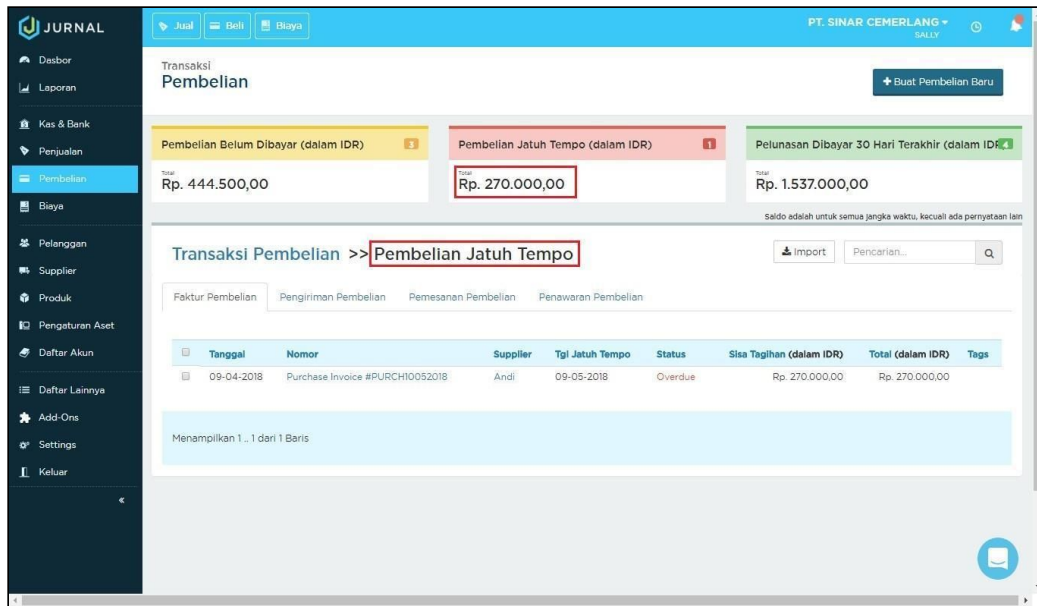 JURNAL
Jual Beli Biaya
PT. SINAR CEMERLANG
SALLY
Dasbor
Laporan
Kas & Bank
Penjualan
Pembelian
Biaya
Pelanggan
Supplier
Produk
Pengaturan Aset
Daftar Akun
Daftar Lainnya
Add-Ons
Settings
Keluar
«
Transaksi
Pembelian
+ Buat Pembelian Baru
Pembelian Belum Dibayar (dalam IDR) 3
Total
Rp. 444.500,00
Pembelian Jatuh Tempo (dalam IDR) 1
Total
Rp. 270.000,00
Pelunasan Dibayar 30 Hari Terakhir (dalam IDR 4
Total
Rp. 1.537.000,00
Saldo adalah untuk semua jangka waktu, kecuali ada pernyataan lain
Transaksi Pembelian >> Pembelian Jatuh Tempo
Import
Pencarian...
Faktur Pembelian Pengiriman Pembelian Pemesanan Pembelian Penawaran Pembelian
Tanggal Nomor Supplier Tgl Jatuh Tempo Status Sisa Tagihan (dalam IDR) Total (dalam IDR) Tags
09-04-2018 Purchase Invoice #PURCH10052018 Andi 09-05-2018 Overdue Rp. 270.000,00 Rp. 270.000,00
Menampilkan 1 .. 1 dari 1 Baris